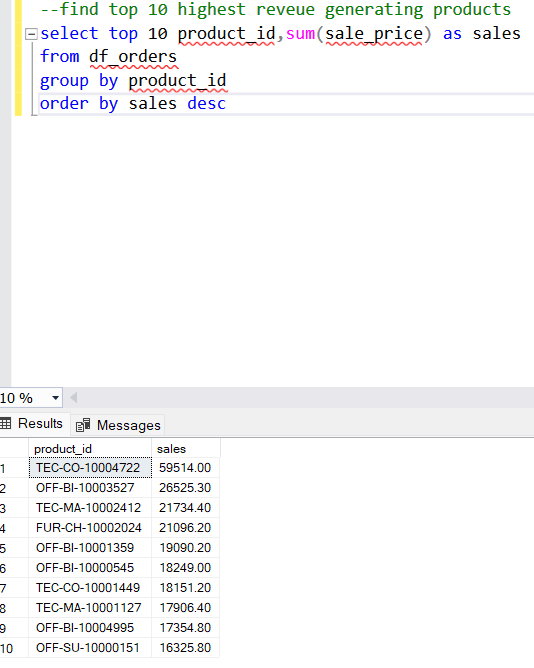 --find top 10 highest reveue generating products
select top 10 product_id,sum(sale_price) as sales
from df_orders
group by product_id
order by sales desc
10 %
Results Messages
product_id sales
1 TEC-CO-10004722 59514.00
2 OFF-BI-10003527 26525.30
3 TEC-MA-10002412 21734.40
4 FUR-CH-10002024 21096.20
5 OFF-BI-10001359 19090.20
6 OFF-BI-10000545 18249.00
7 TEC-CO-10001449 18151.20
8 TEC-MA-10001127 17906.40
9 OFF-BI-10004995 17354.80
10 OFF-SU-10000151 16325.80